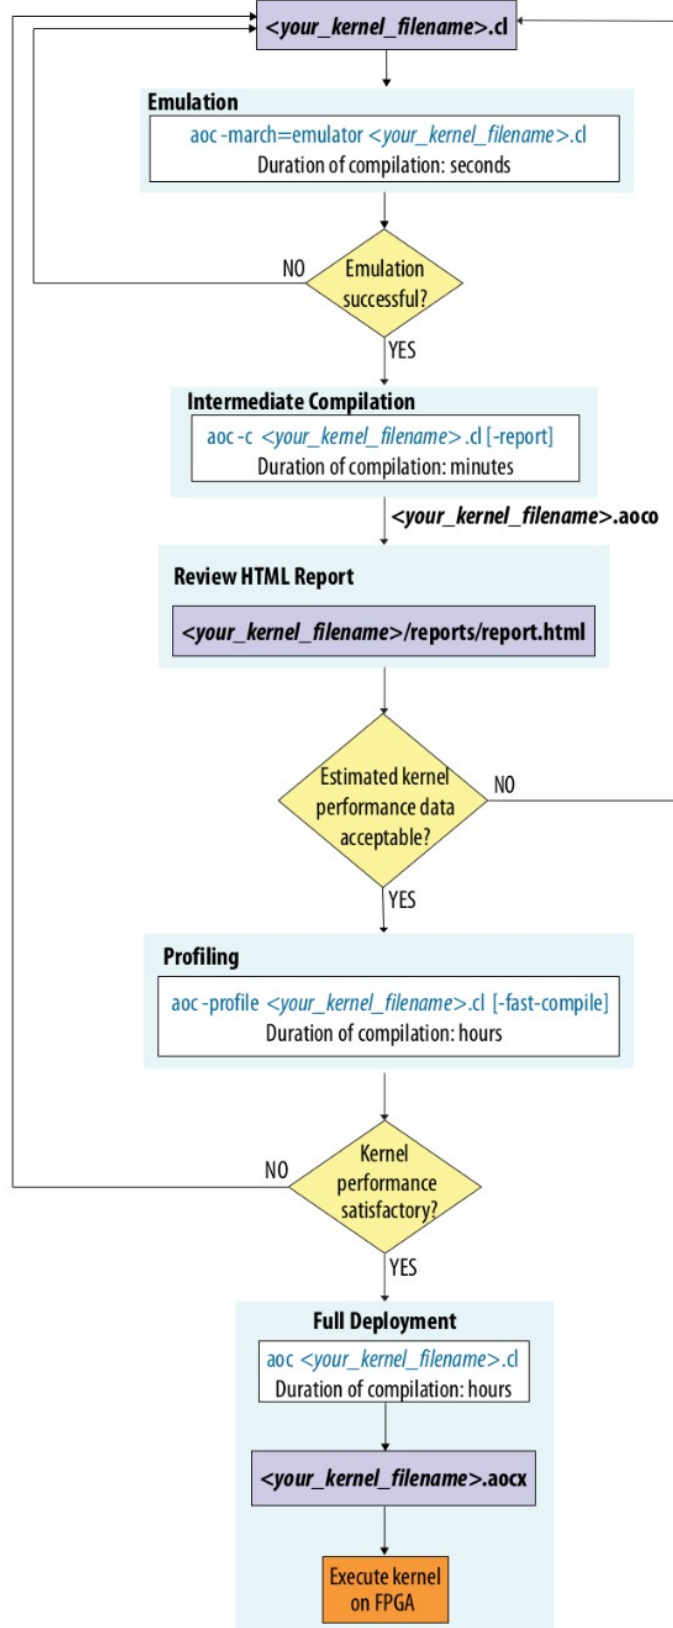 <your_kernel_filename>.cl
Emulation
aoc -march=emulator <your_kernel_filename>.cl
Duration of compilation: seconds
NO
Emulation
successful?
YES
Intermediate Compilation
aoc -c <your_kernel_filename> .cl [-report]
Duration of compilation: minutes
<your_kernel_filename>.aoco
Review HTML Report
<your_kernel_filename>/reports/report.html
Estimated kernel
performance data
acceptable?
NO
YES
Profiling
aoc -profile <your_kernel_filename>.cl [-fast-compile]
Duration of compilation: hours
NO
Kernel
performance
satisfactory?
YES
Full Deployment
aoc <your_kernel_filename>.cl
Duration of compilation: hours
<your_kernel_filename>.aocx
Execute kernel
on FPGA